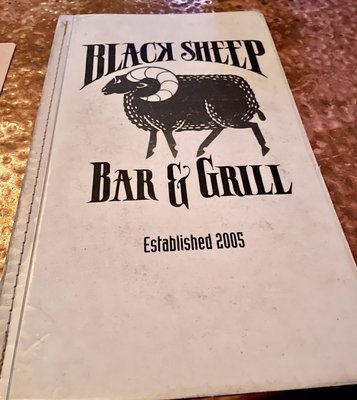 BLACK SHEEP
BAR & GRILL
Established 2005